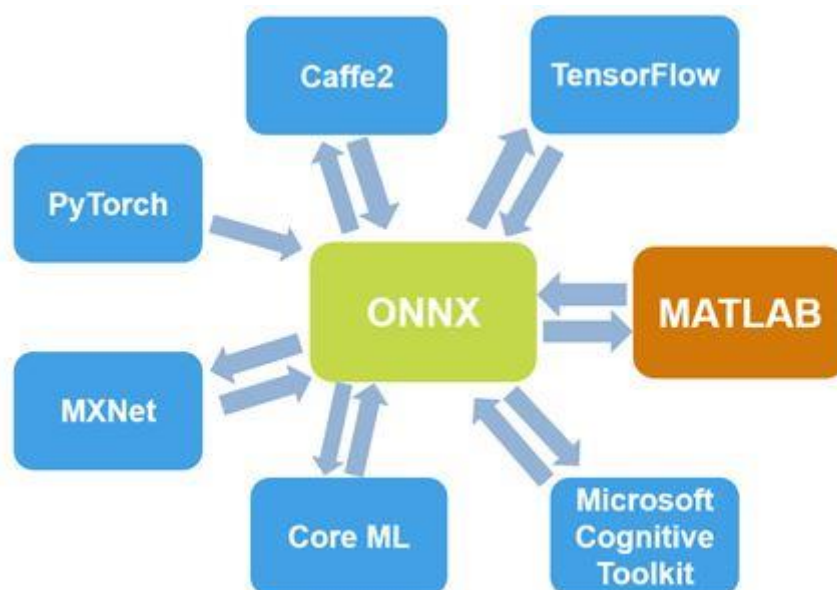 Caffe2
TensorFlow
PyTorch
ONNX
MATLAB
MXNet
Core ML
Microsoft
Cognitive
Toolkit